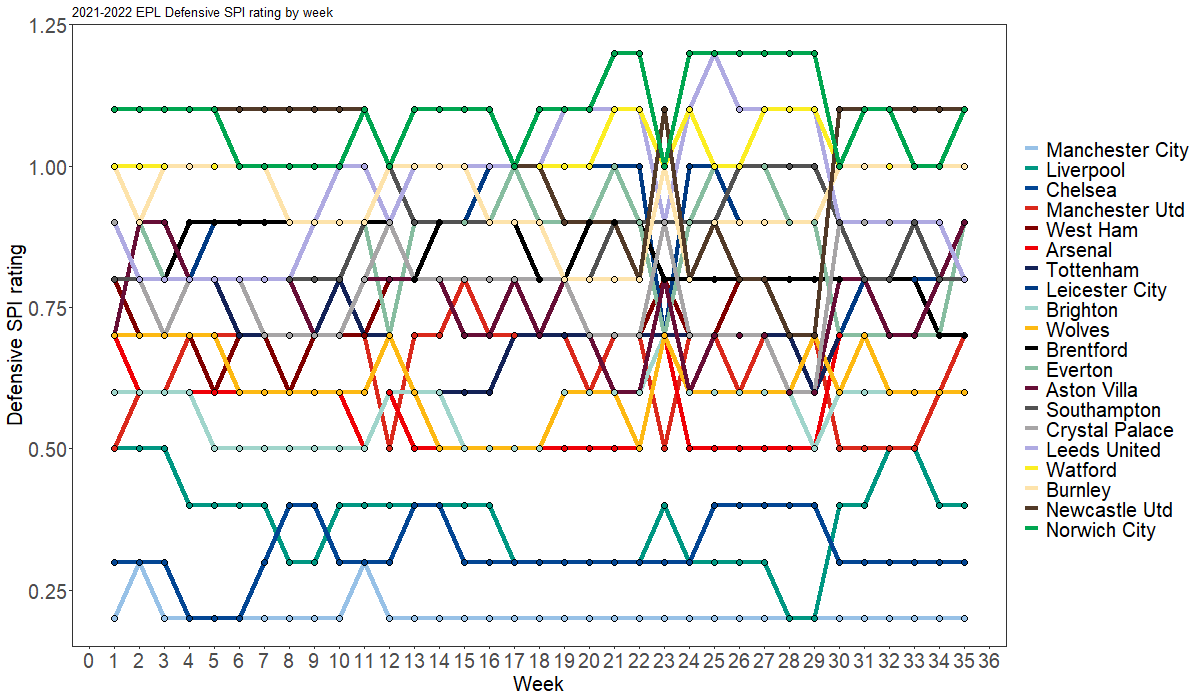 2021-2022 EPL Defensive SPI rating by week
1.25
1.00
0.75
0.50
0.25
Defensive SPI rating
0 1 2 3 4 5 6 7 8 9 10 11 12 13 14 15 16 17 18 19 20 21 22 23 24 25 26 27 28 29 30 31 32 33 34 35 36
Week
Manchester City
Liverpool
Chelsea
Manchester Utd
West Ham
Arsenal
Tottenham
Leicester City
Brighton
Wolves
Brentford
Everton
Aston Villa
Southampton
Crystal Palace
Leeds United
Watford
Burnley
Newcastle Utd
Norwich City